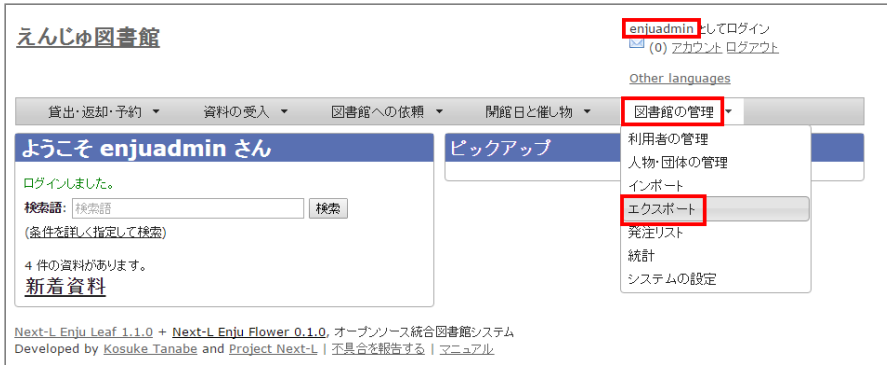 えんじゅ図書館
enjuadmin としてログイン
(0) アカウント ログアウト
Other languages
貸出・返却・予約 ▼ 資料の受入 ▼ 図書館への依頼 ▼ 開館日と催し物 ▼ 図書館の管理 ▼
ようこそ enjuadmin さん
ピックアップ
利用者の管理
人物・団体の管理
インポート
エクスポート
発注リスト
統計
システムの設定
ログインしました。
検索語: 検索語 検索
(条件を詳しく指定して検索)
4 件の資料があります。
新着資料
Next-L Enju Leaf 1.1.0 + Next-L Enju Flower 0.1.0, オープンソース統合図書館システム
Developed by Kosuke Tanabe and Project Next-L | 不具合を報告する | マニュアル